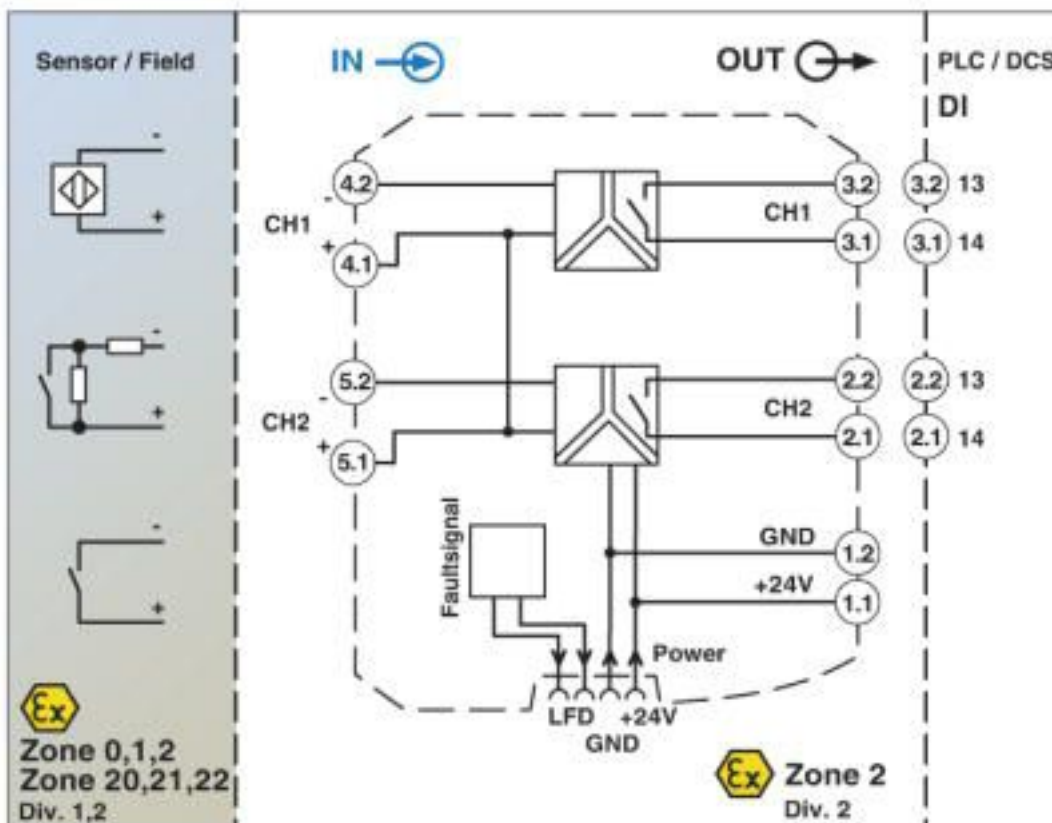 Sensor / Field
IN
OUT
PLC / DCS
DI
-
+
4.2
-
CH1
+
4.1
3.2
CH1
3.1
3.2 13
3.1 14
-
+
5.2
-
CH2
+
5.1
2.2
CH2
2.1
2.2 13
2.1 14
-
+
Faultsignal
GND
1.2
+24V
1.1
Power
LFD
+24V
GND
Ex
Zone 0,1,2
Zone 20,21,22
Div. 1,2
Ex
Zone 2
Div. 2